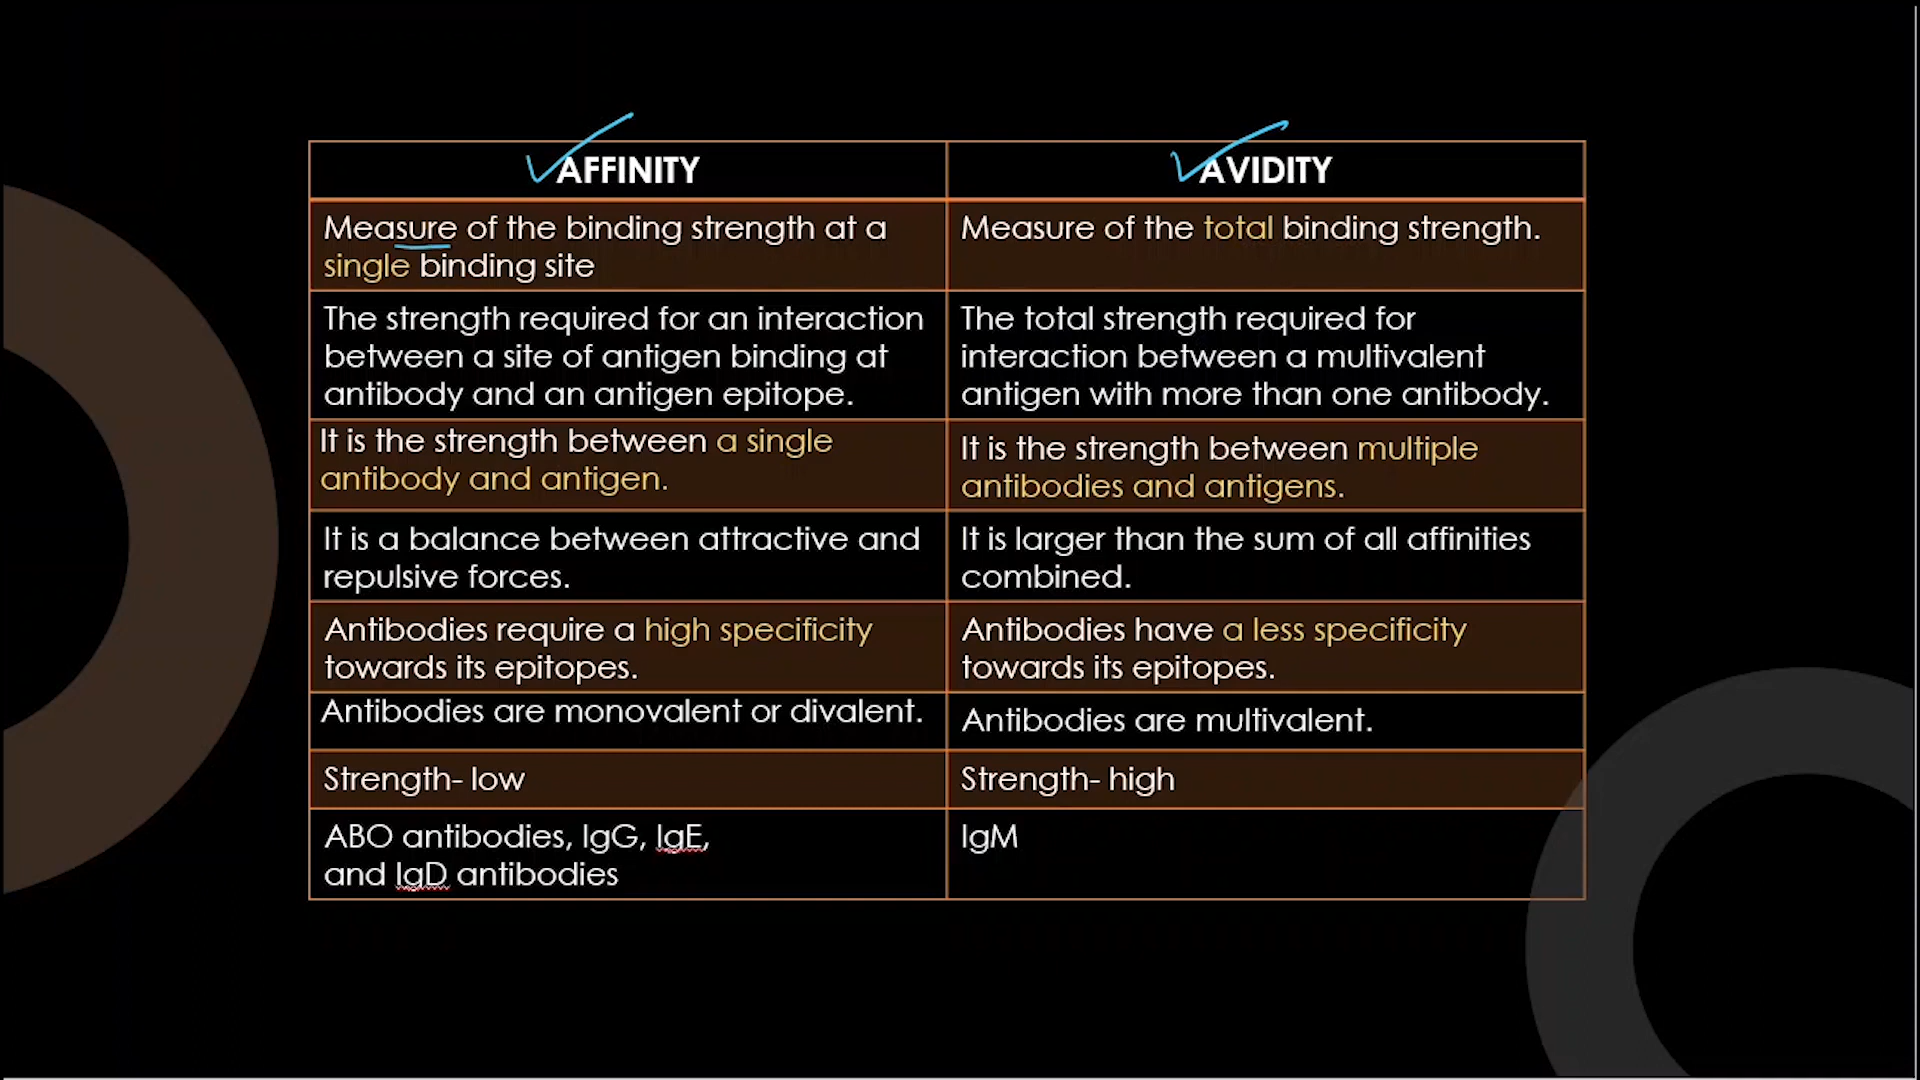 AFFINITY
AVIDITY
Measure of the binding strength at a
single binding site
Measure of the total binding strength.
The strength required for an interaction
between a site of antigen binding at
antibody and an antigen epitope.
The total strength required for
interaction between a multivalent
antigen with more than one antibody.
It is the strength between a single
antibody and antigen.
It is the strength between multiple
antibodies and antigens.
It is a balance between attractive and
repulsive forces.
It is larger than the sum of all affinities
combined.
Antibodies require a high specificity
towards its epitopes.
Antibodies have a less specificity
towards its epitopes.
Antibodies are monovalent or divalent.
Antibodies are multivalent.
Strength- low
Strength- high
ABO antibodies, IgG, IgE,
and IgD antibodies
IgM